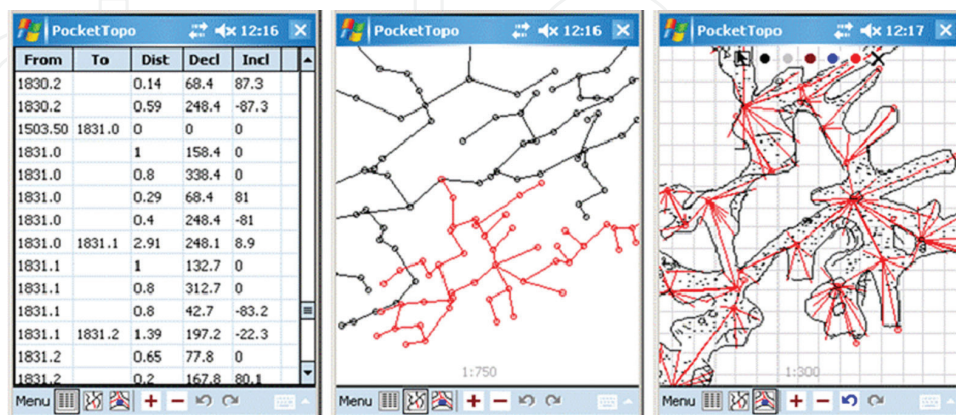 PocketTopo 12:16
From To Dist Decl Incl
1830.2 0.14 68.4 87.3
1830.2 0.59 248.4 -87.3
1503.50 1831.0 0 0 0
1831.0 1 158.4 0
1831.0 0.8 338.4 0
1831.0 0.29 68.4 81
1831.0 0.4 248.4 -81
1831.0 1831.1 2.91 248.1 8.9
1831.1 1 132.7 0
1831.1 0.8 312.7 0
1831.1 0.8 42.7 -83.2
1831.1 1831.2 1.39 197.2 -22.3
1831.2 0.65 77.8 0
1831.2 0.2 167.8 80.1
Menu
PocketTopo 12:16
1:750
Menu
PocketTopo 12:17
1:300
Menu